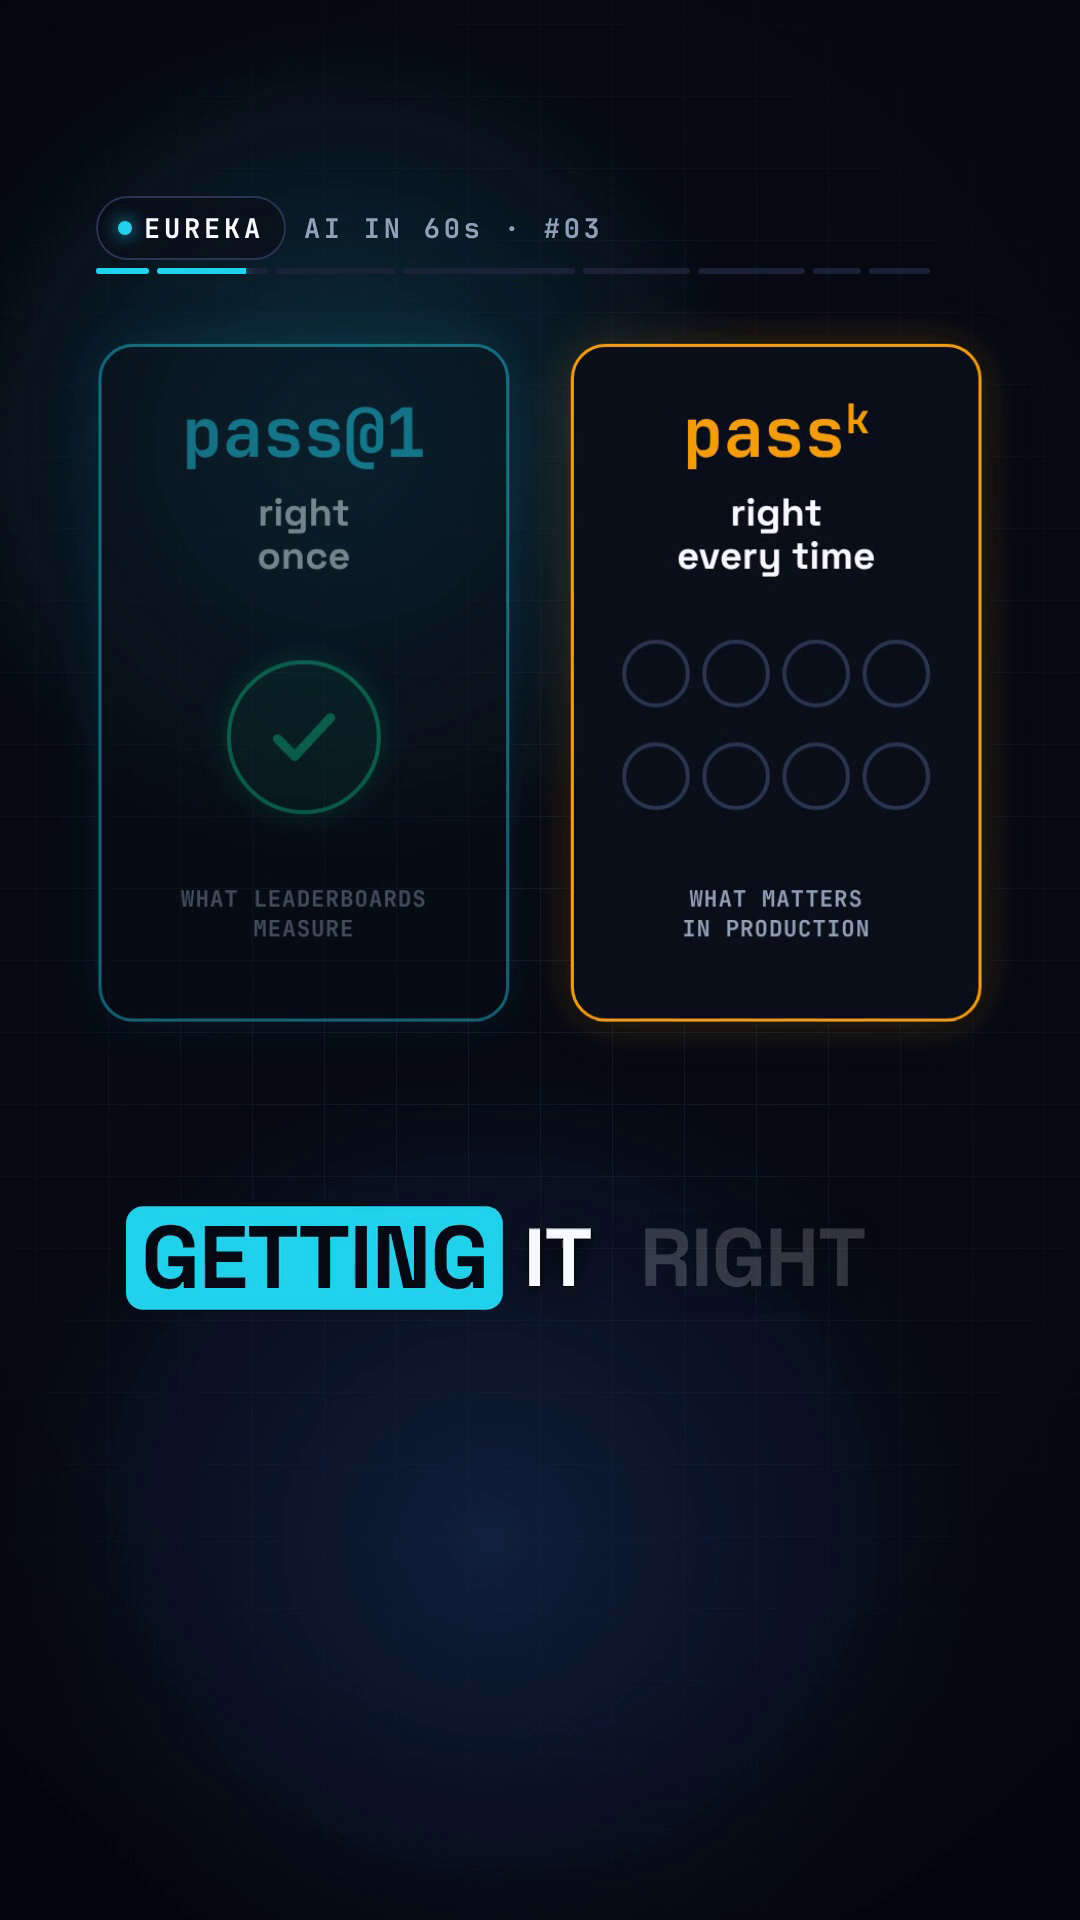 EUREKA AI IN 60s · #03
pass@1
right
once
WHAT LEADERBOARDS
MEASURE
passᵏ
right
every time
WHAT MATTERS
IN PRODUCTION
GETTING IT RIGHT